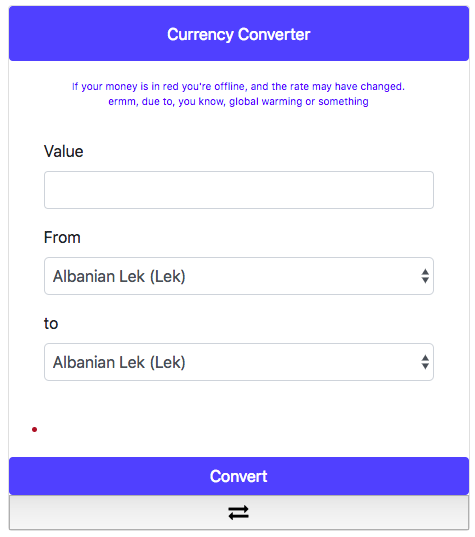 Currency Converter
If your money is in red you're offline, and the rate may have changed.
ermm, due to, you know, global warming or something
Value
From
Albanian Lek (Lek)
to
Albanian Lek (Lek)
Convert